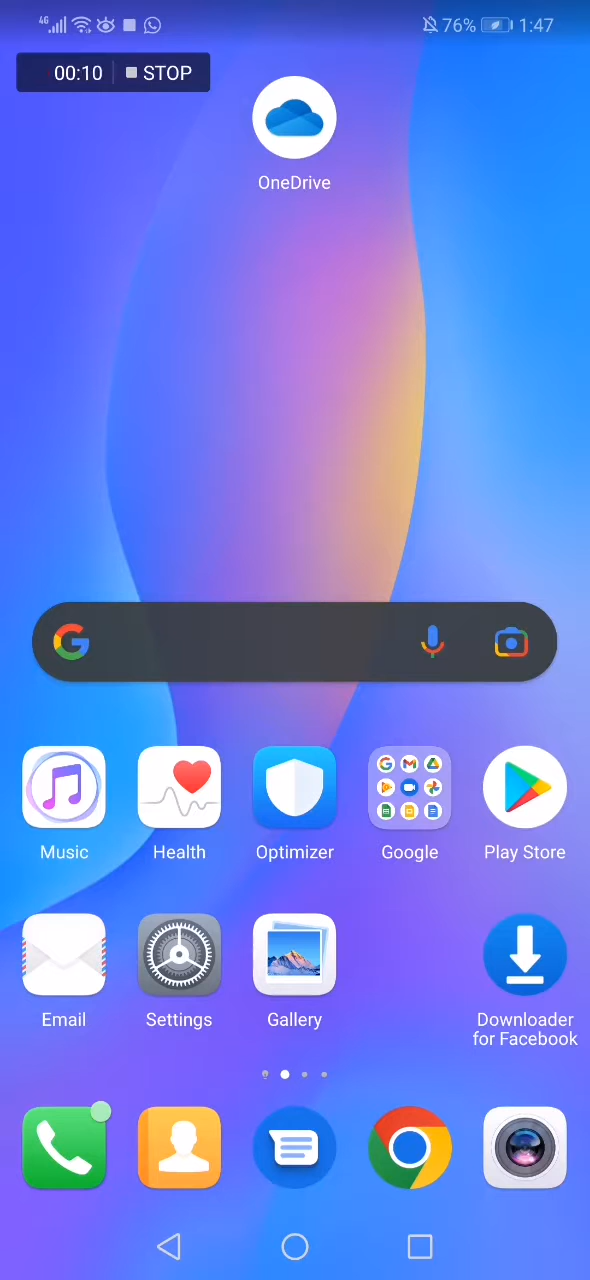 4G 76% 1:47
00:10 STOP
OneDrive
Music Health Optimizer Google Play Store
Email Settings Gallery Downloader
for Facebook